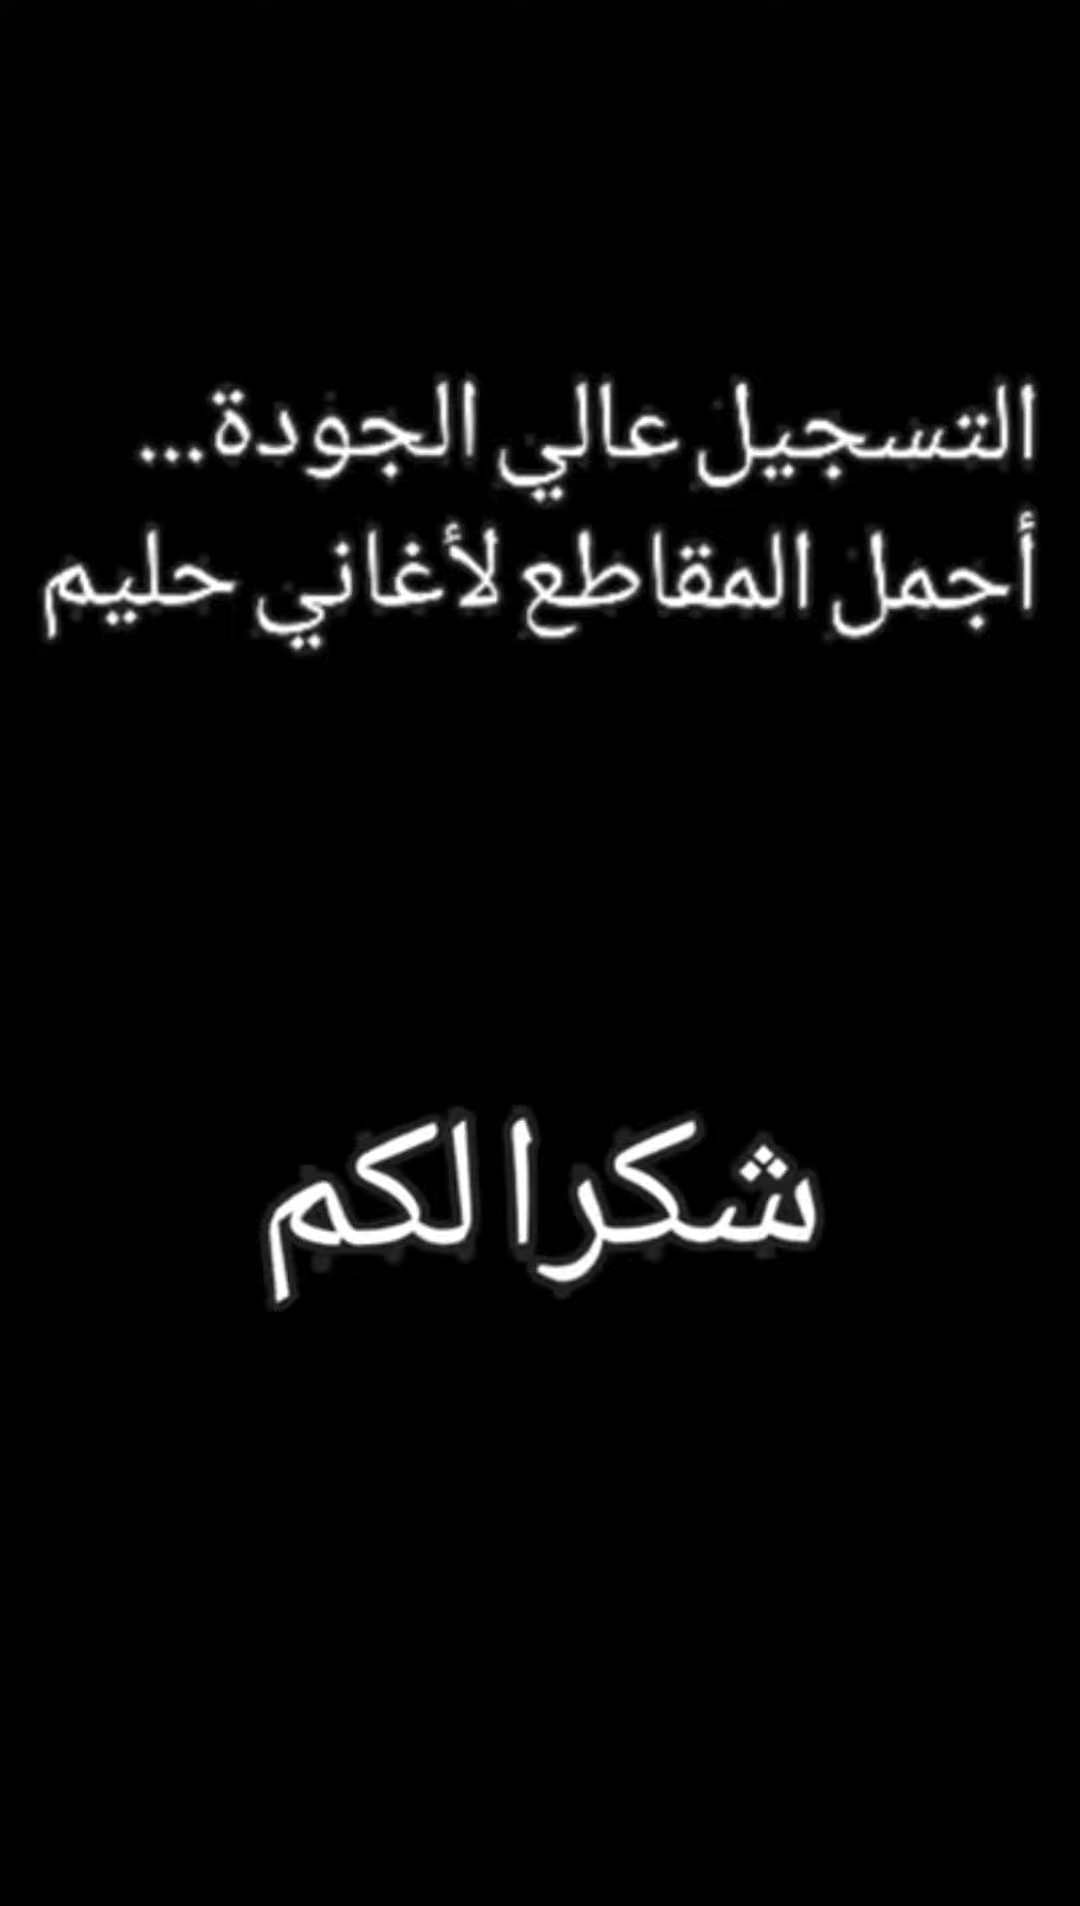 التسجيل عالي الجودة...
أجمل المقاطع لأغاني حليم
شكرا لكم